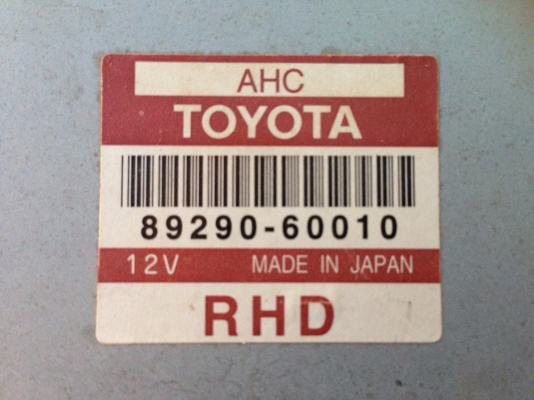 AHC
TOYOTA
89290-60010
12V MADE IN JAPAN
RHD